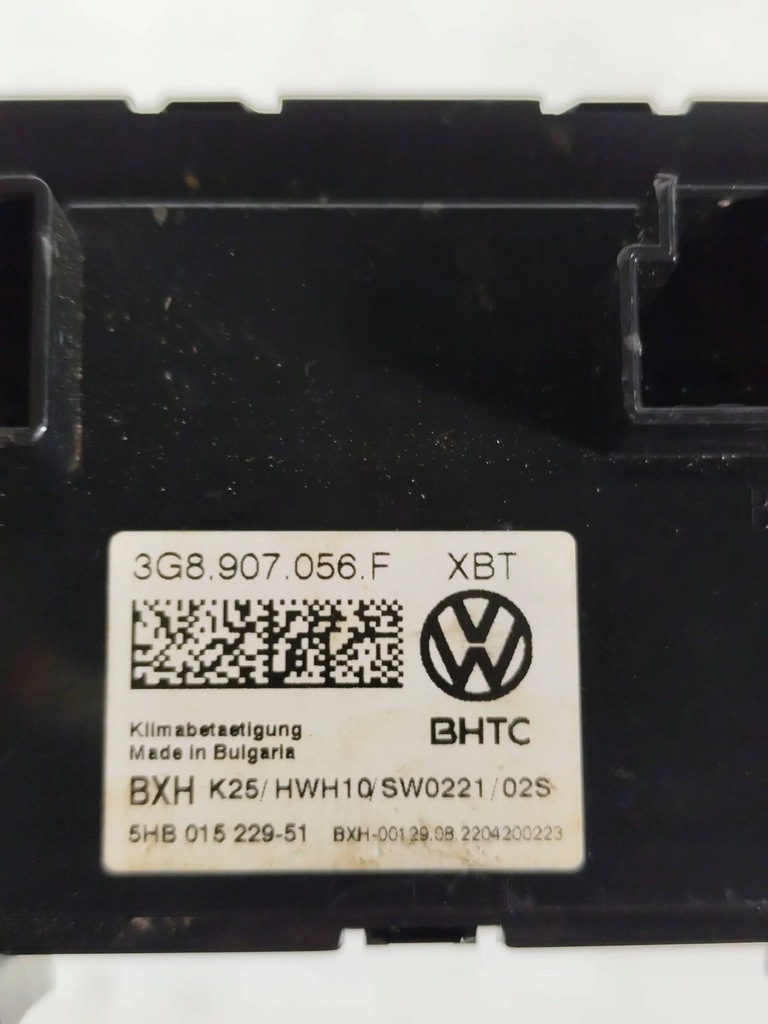 3G8.907.056.F XBT
BHTC
Klimabetaetigung
Made in Bulgaria
BXH K25/HWH10/SW0221/02S
5HB 015 229-51 BXH-00129.08.2204200223